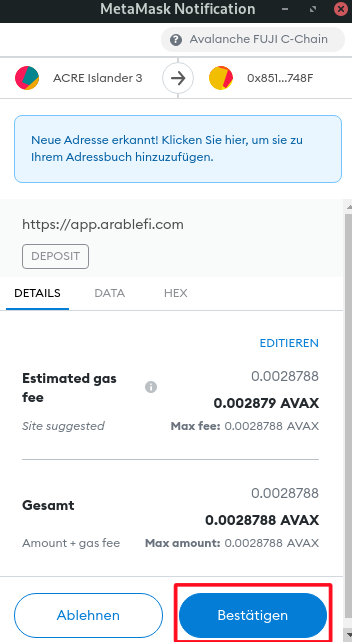 MetaMask Notification
Avalanche FUJI C-Chain
ACRE Islander 3
0x851...748F
Neue Adresse erkannt! Klicken Sie hier, um sie zu
Ihrem Adressbuch hinzuzufügen.
https://app.arablefi.com
DEPOSIT
DETAILS
DATA
HEX
EDITIEREN
Estimated gas
fee
0.0028788
0.002879 AVAX
Site suggested
Max fee: 0.0028788 AVAX
0.0028788
Gesamt
0.0028788 AVAX
Amount + gas fee
Max amount: 0.0028788 AVAX
Ablehnen
Bestätigen